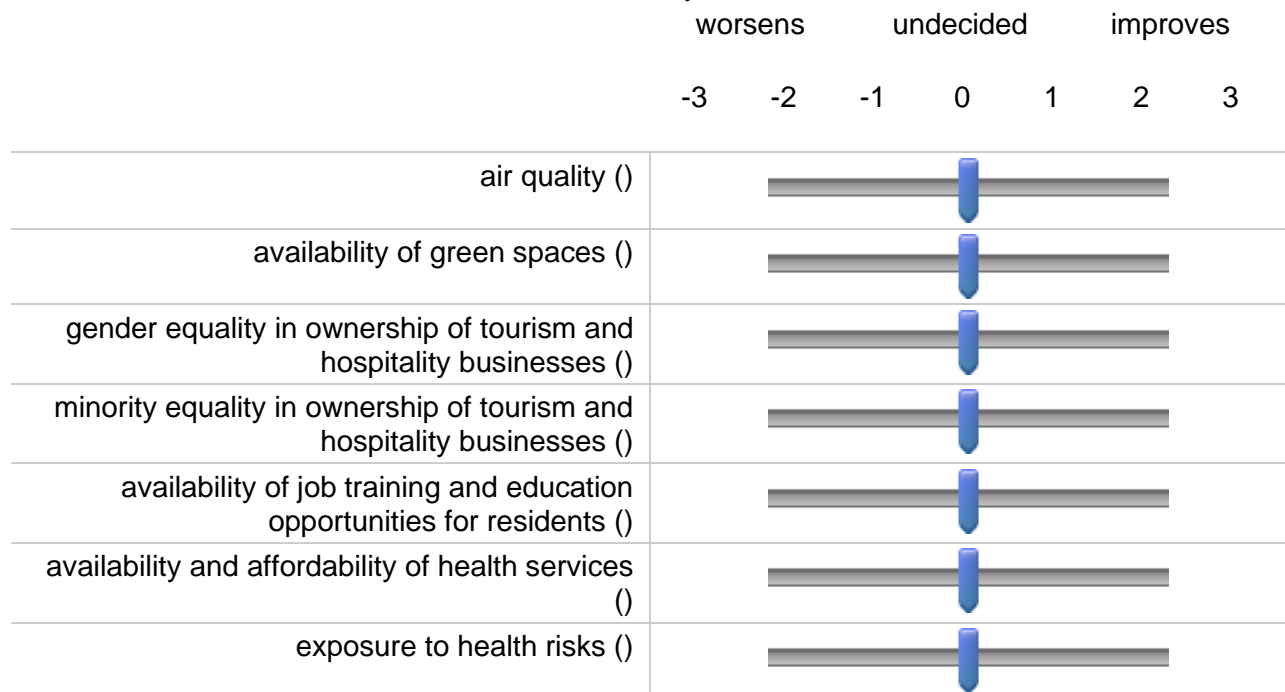 worsens undecided improves
-3 -2 -1 0 1 2 3
air quality ()
availability of green spaces ()
gender equality in ownership of tourism and
hospitality businesses ()
minority equality in ownership of tourism and
hospitality businesses ()
availability of job training and education
opportunities for residents ()
availability and affordability of health services
()
exposure to health risks ()